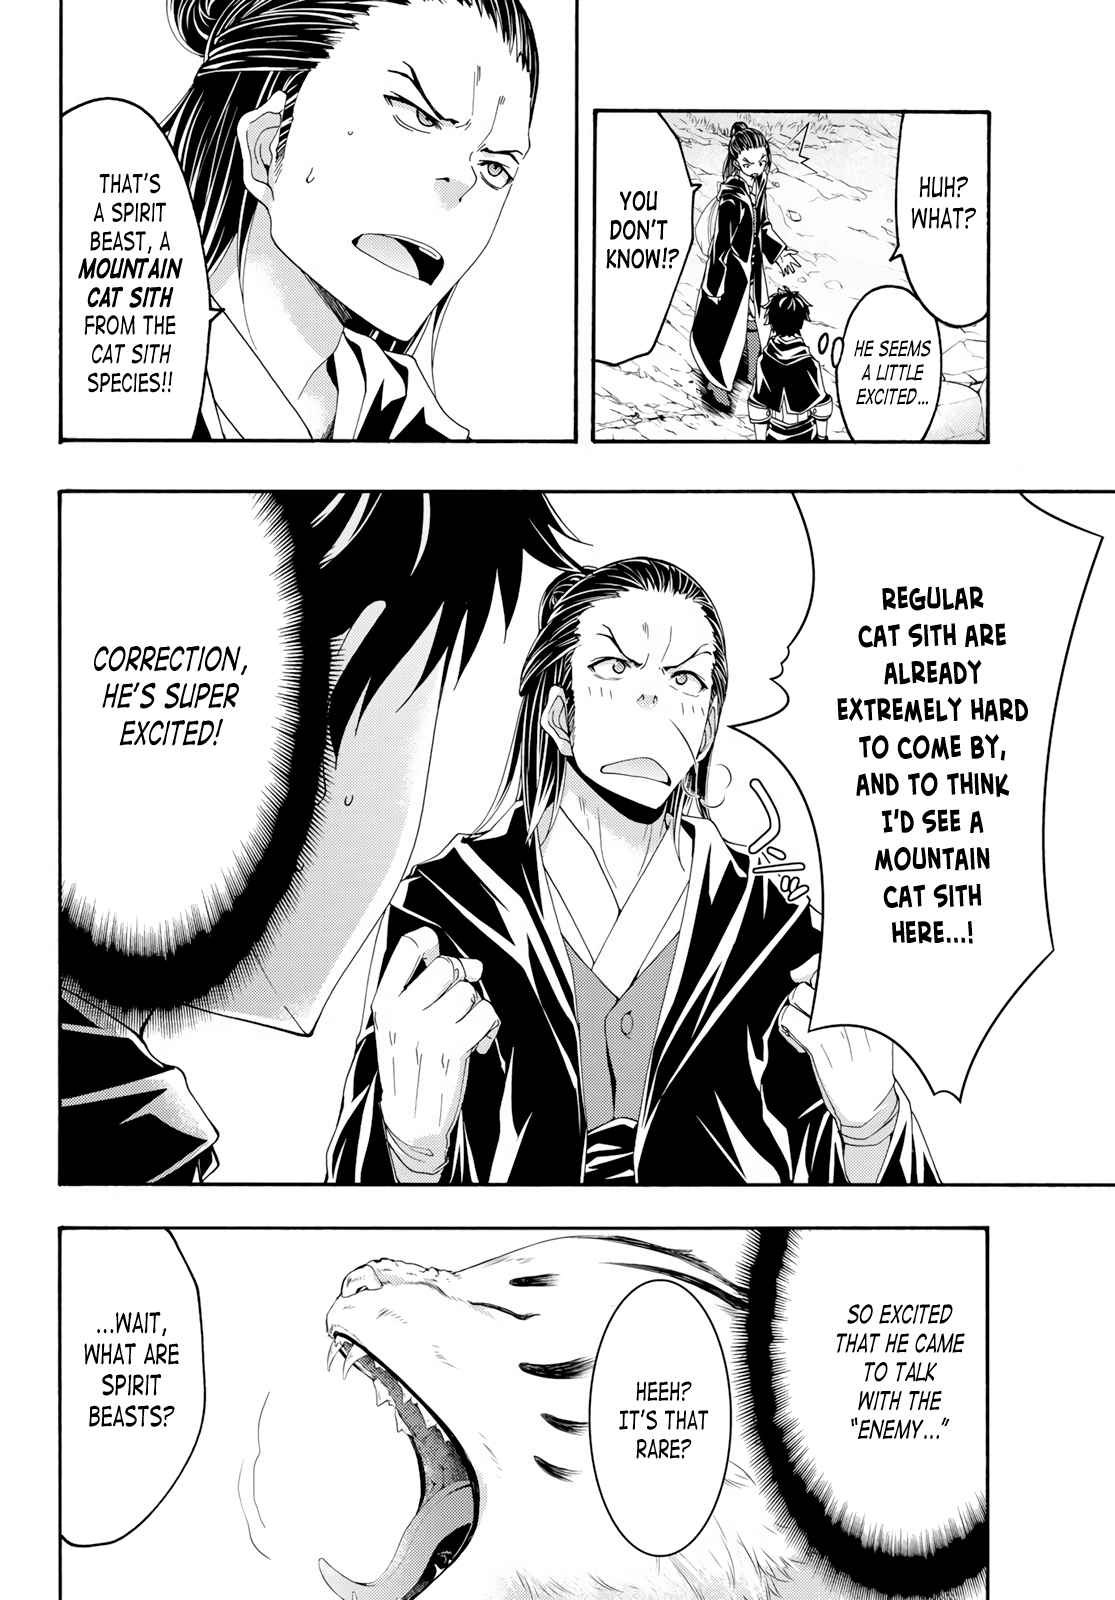 HUH?
WHAT?
YOU
DON'T
KNOW!?
HE SEEMS
A LITTLE
EXCITED...
THAT'S
A SPIRIT
BEAST, A
MOUNTAIN
CAT SITH
FROM THE
CAT SITH
SPECIES!!
REGULAR
CAT SITH ARE
ALREADY
EXTREMELY HARD
TO COME BY,
AND TO THINK
I'D SEE A
MOUNTAIN
CAT SITH
HERE...!
CORRECTION,
HE'S SUPER
EXCITED!
SO EXCITED
THAT HE CAME
TO TALK
WITH THE
"ENEMY..."
HEEH?
IT'S THAT
RARE?
...WAIT,
WHAT ARE
SPIRIT
BEASTS?